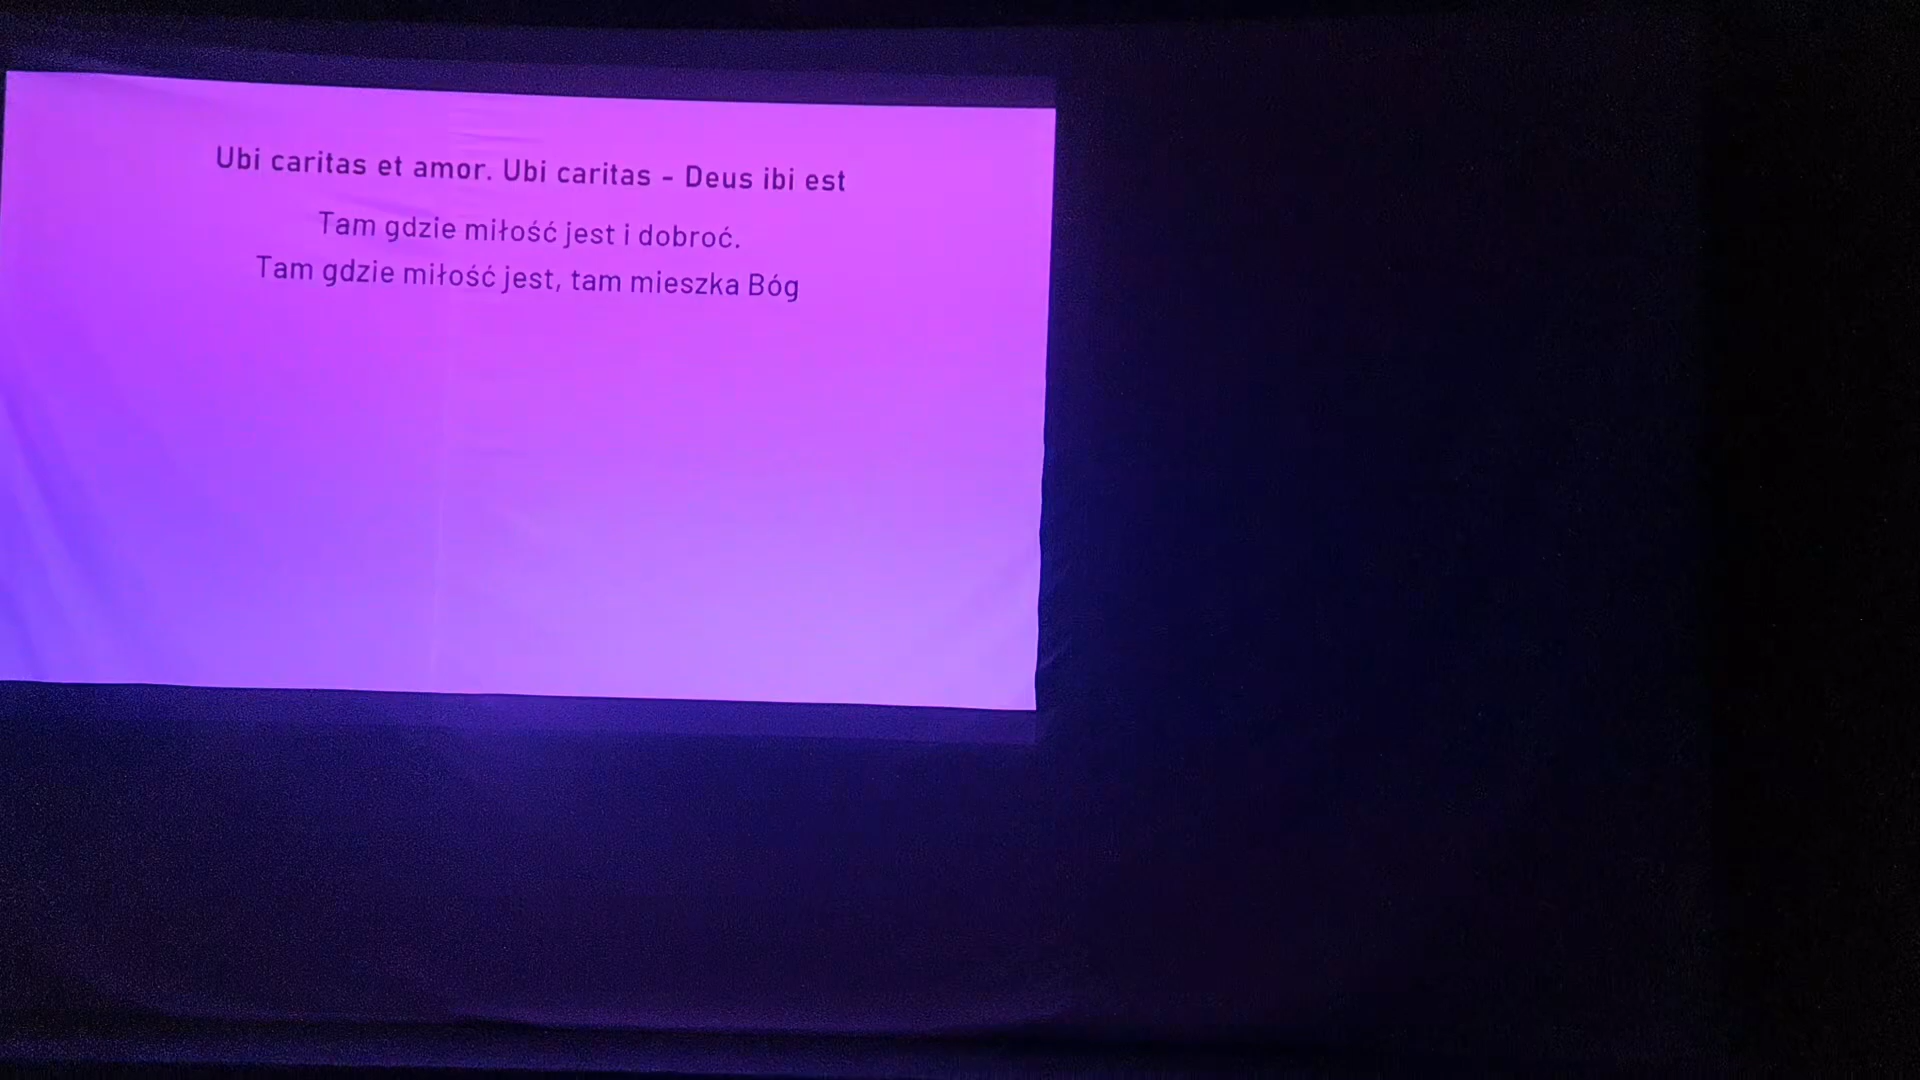 Ubi caritas et amor. Ubi caritas - Deus ibi est
Tam gdzie miłość jest i dobroć.
Tam gdzie miłość jest, tam mieszka Bóg